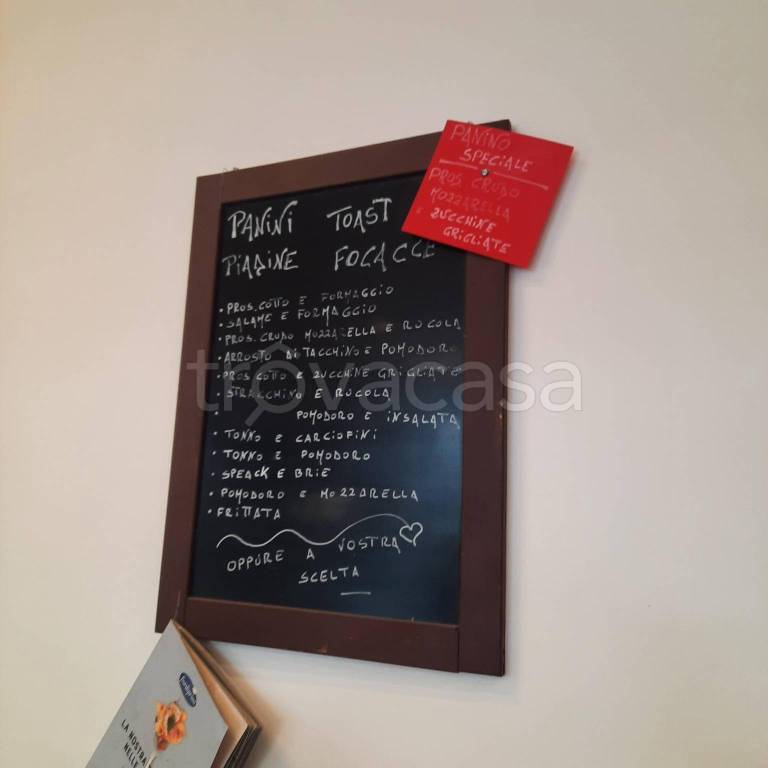 PANINI TOAST
PIADINE FOCACCE
• PROS. COTTO E FORMAGGIO
• SALAME E FORMAGGIO
• PROS. CRUDO MOZZARELLA E RUCOLA
• ARROSTO DI TACCHINO E POMODORO
PROS COTTO E ZUCCHINE GRIGLIATE
• STRACCHINO E RUCOLA
POMODORO E INSALATA
• TONNO E CARCIOFINI
• TONNO E POMODORO
• SPEACK E BRIE
• POMODORO E MOZZARELLA
• FRITTATA
OPPURE A VOSTRA
SCELTA
PANINO
SPECIALE
PROS. CRUDO
MOZZARELLA
E ZUCCHINE
GRIGLIATE
trovacasa
LA NOSTRA
NELLE